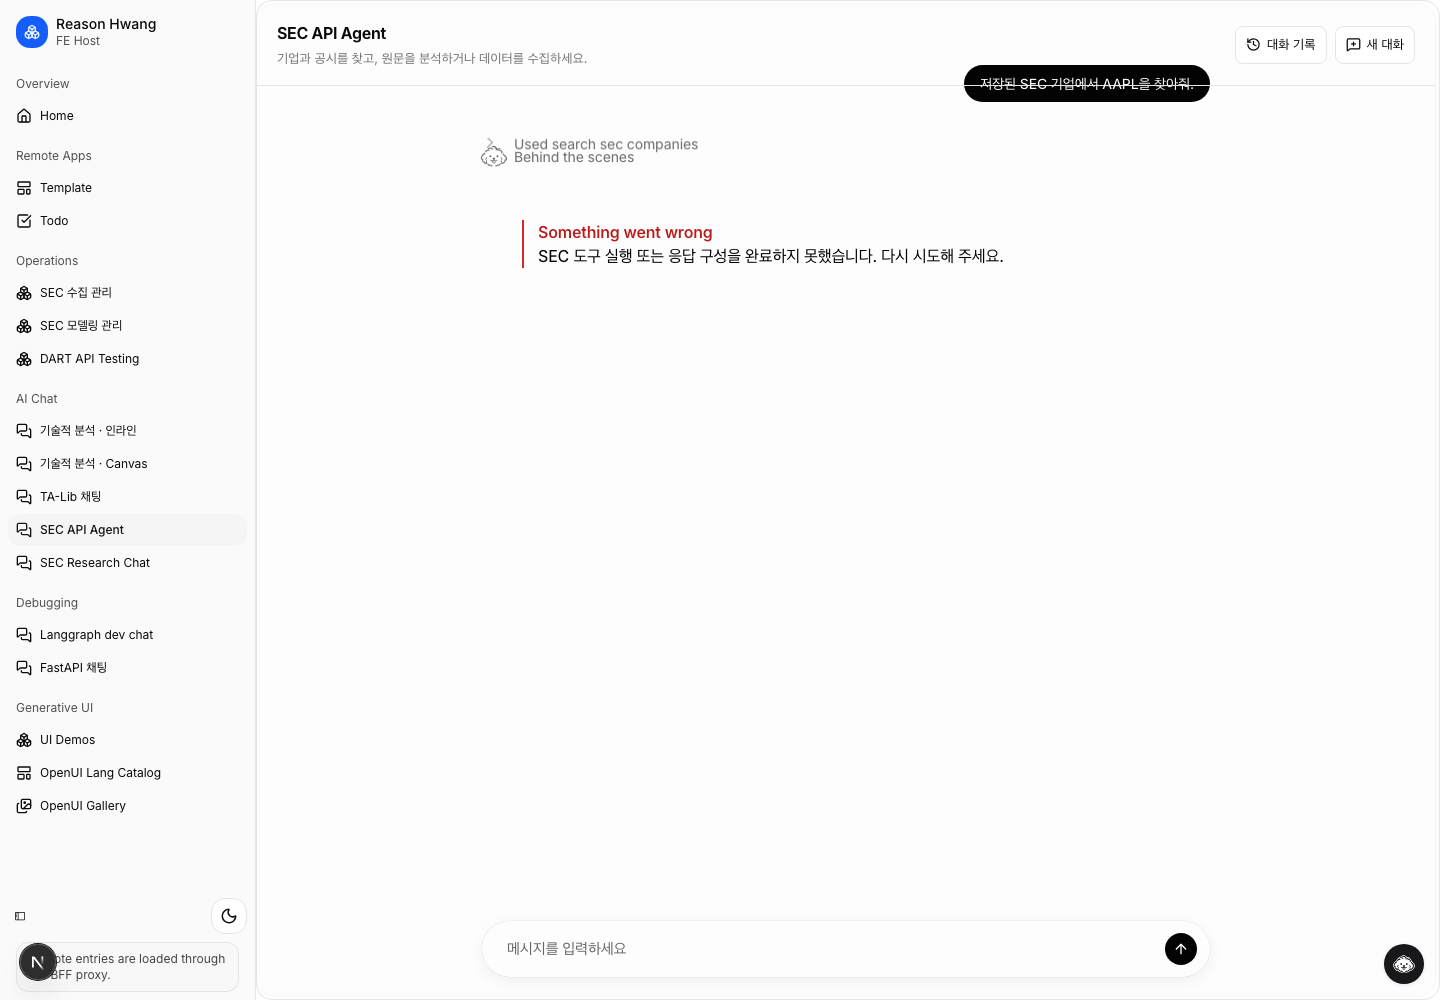 Reason Hwang
FE Host
Overview
Home
Remote Apps
Template
Todo
Operations
SEC 수집 관리
SEC 모델링 관리
DART API Testing
AI Chat
기술적 분석 · 인라인
기술적 분석 · Canvas
TA-Lib 채팅
SEC API Agent
SEC Research Chat
Debugging
Langgraph dev chat
FastAPI 채팅
Generative UI
UI Demos
OpenUI Lang Catalog
OpenUI Gallery
N
entries are loaded through
BFF proxy.
SEC API Agent
기업과 공시를 찾고, 원문을 분석하거나 데이터를 수집하세요.
대화 기록
새 대화
저장된 SEC 기업에서 AAPL을 찾아줘.
Used search sec companies
Behind the scenes
Something went wrong
SEC 도구 실행 또는 응답 구성을 완료하지 못했습니다. 다시 시도해 주세요.
메시지를 입력하세요